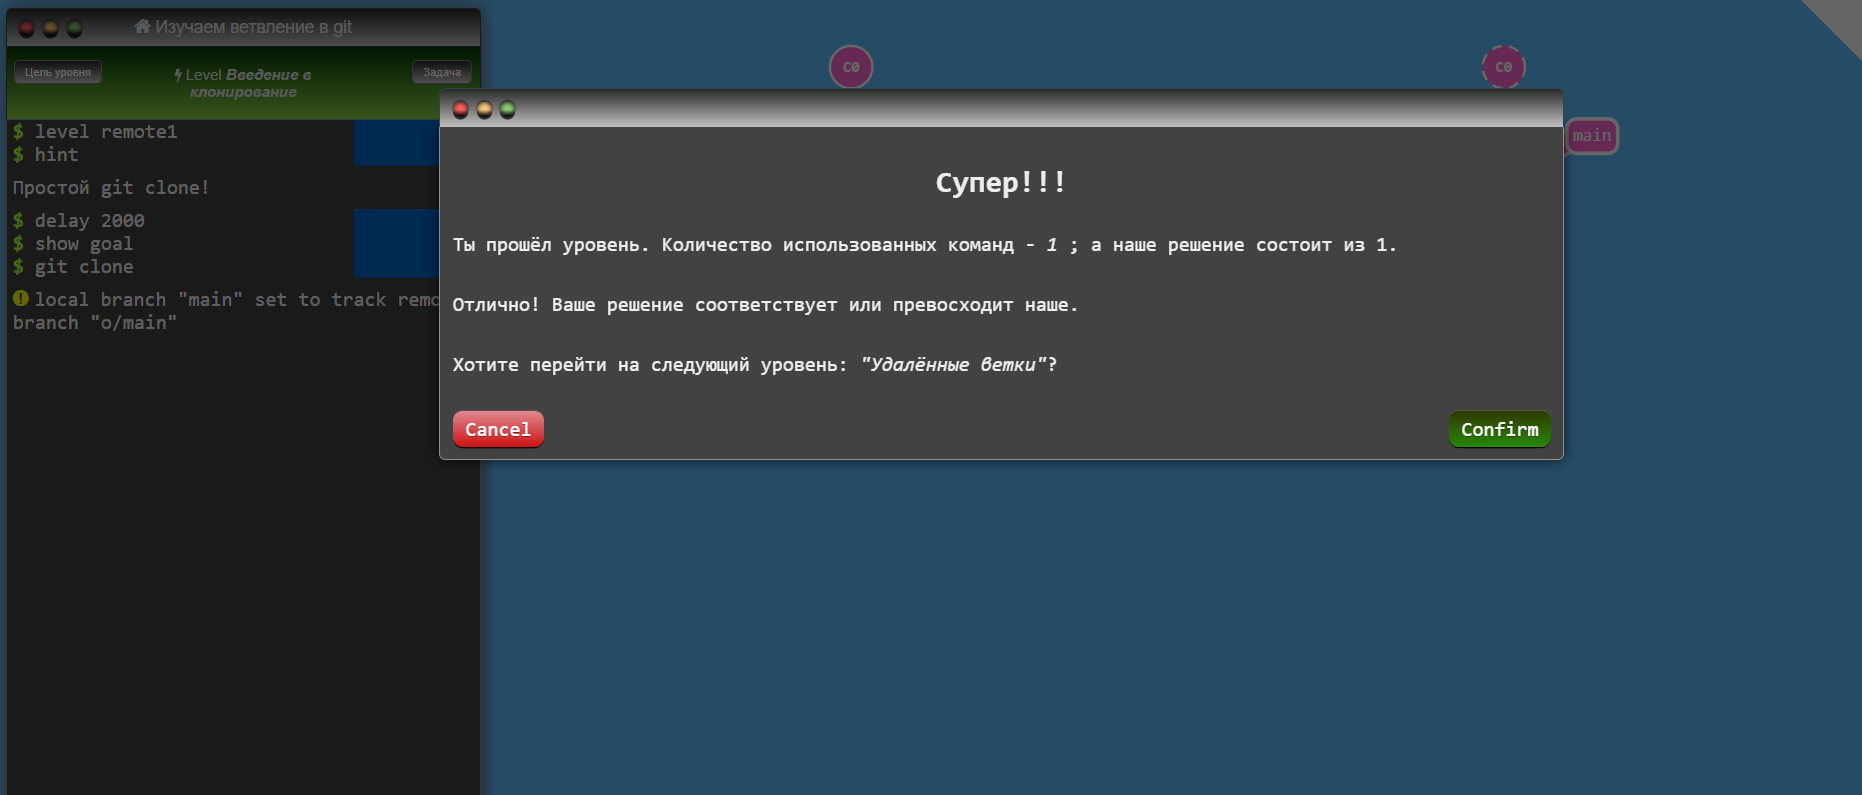 Изучаем ветвление в git
Цель уровня
Level Введение в
клонирование
Задача
$ level remote1
$ hint
Простой git clone!
$ delay 2000
$ show goal
$ git clone
local branch "main" set to track remo
branch "o/main"
C0
C0
main
Супер!!!
Ты прошёл уровень. Количество использованных команд - 1 ; а наше решение состоит из 1.
Отлично! Ваше решение соответствует или превосходит наше.
Хотите перейти на следующий уровень: "Удалённые ветки"?
Cancel
Confirm